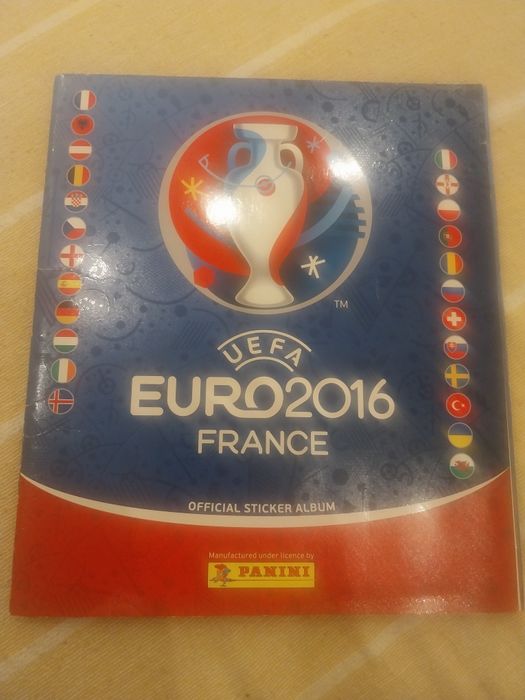 TM
UEFA
EURO2016
FRANCE
OFFICIAL STICKER ALBUM
Manufactured under licence by
PANINI